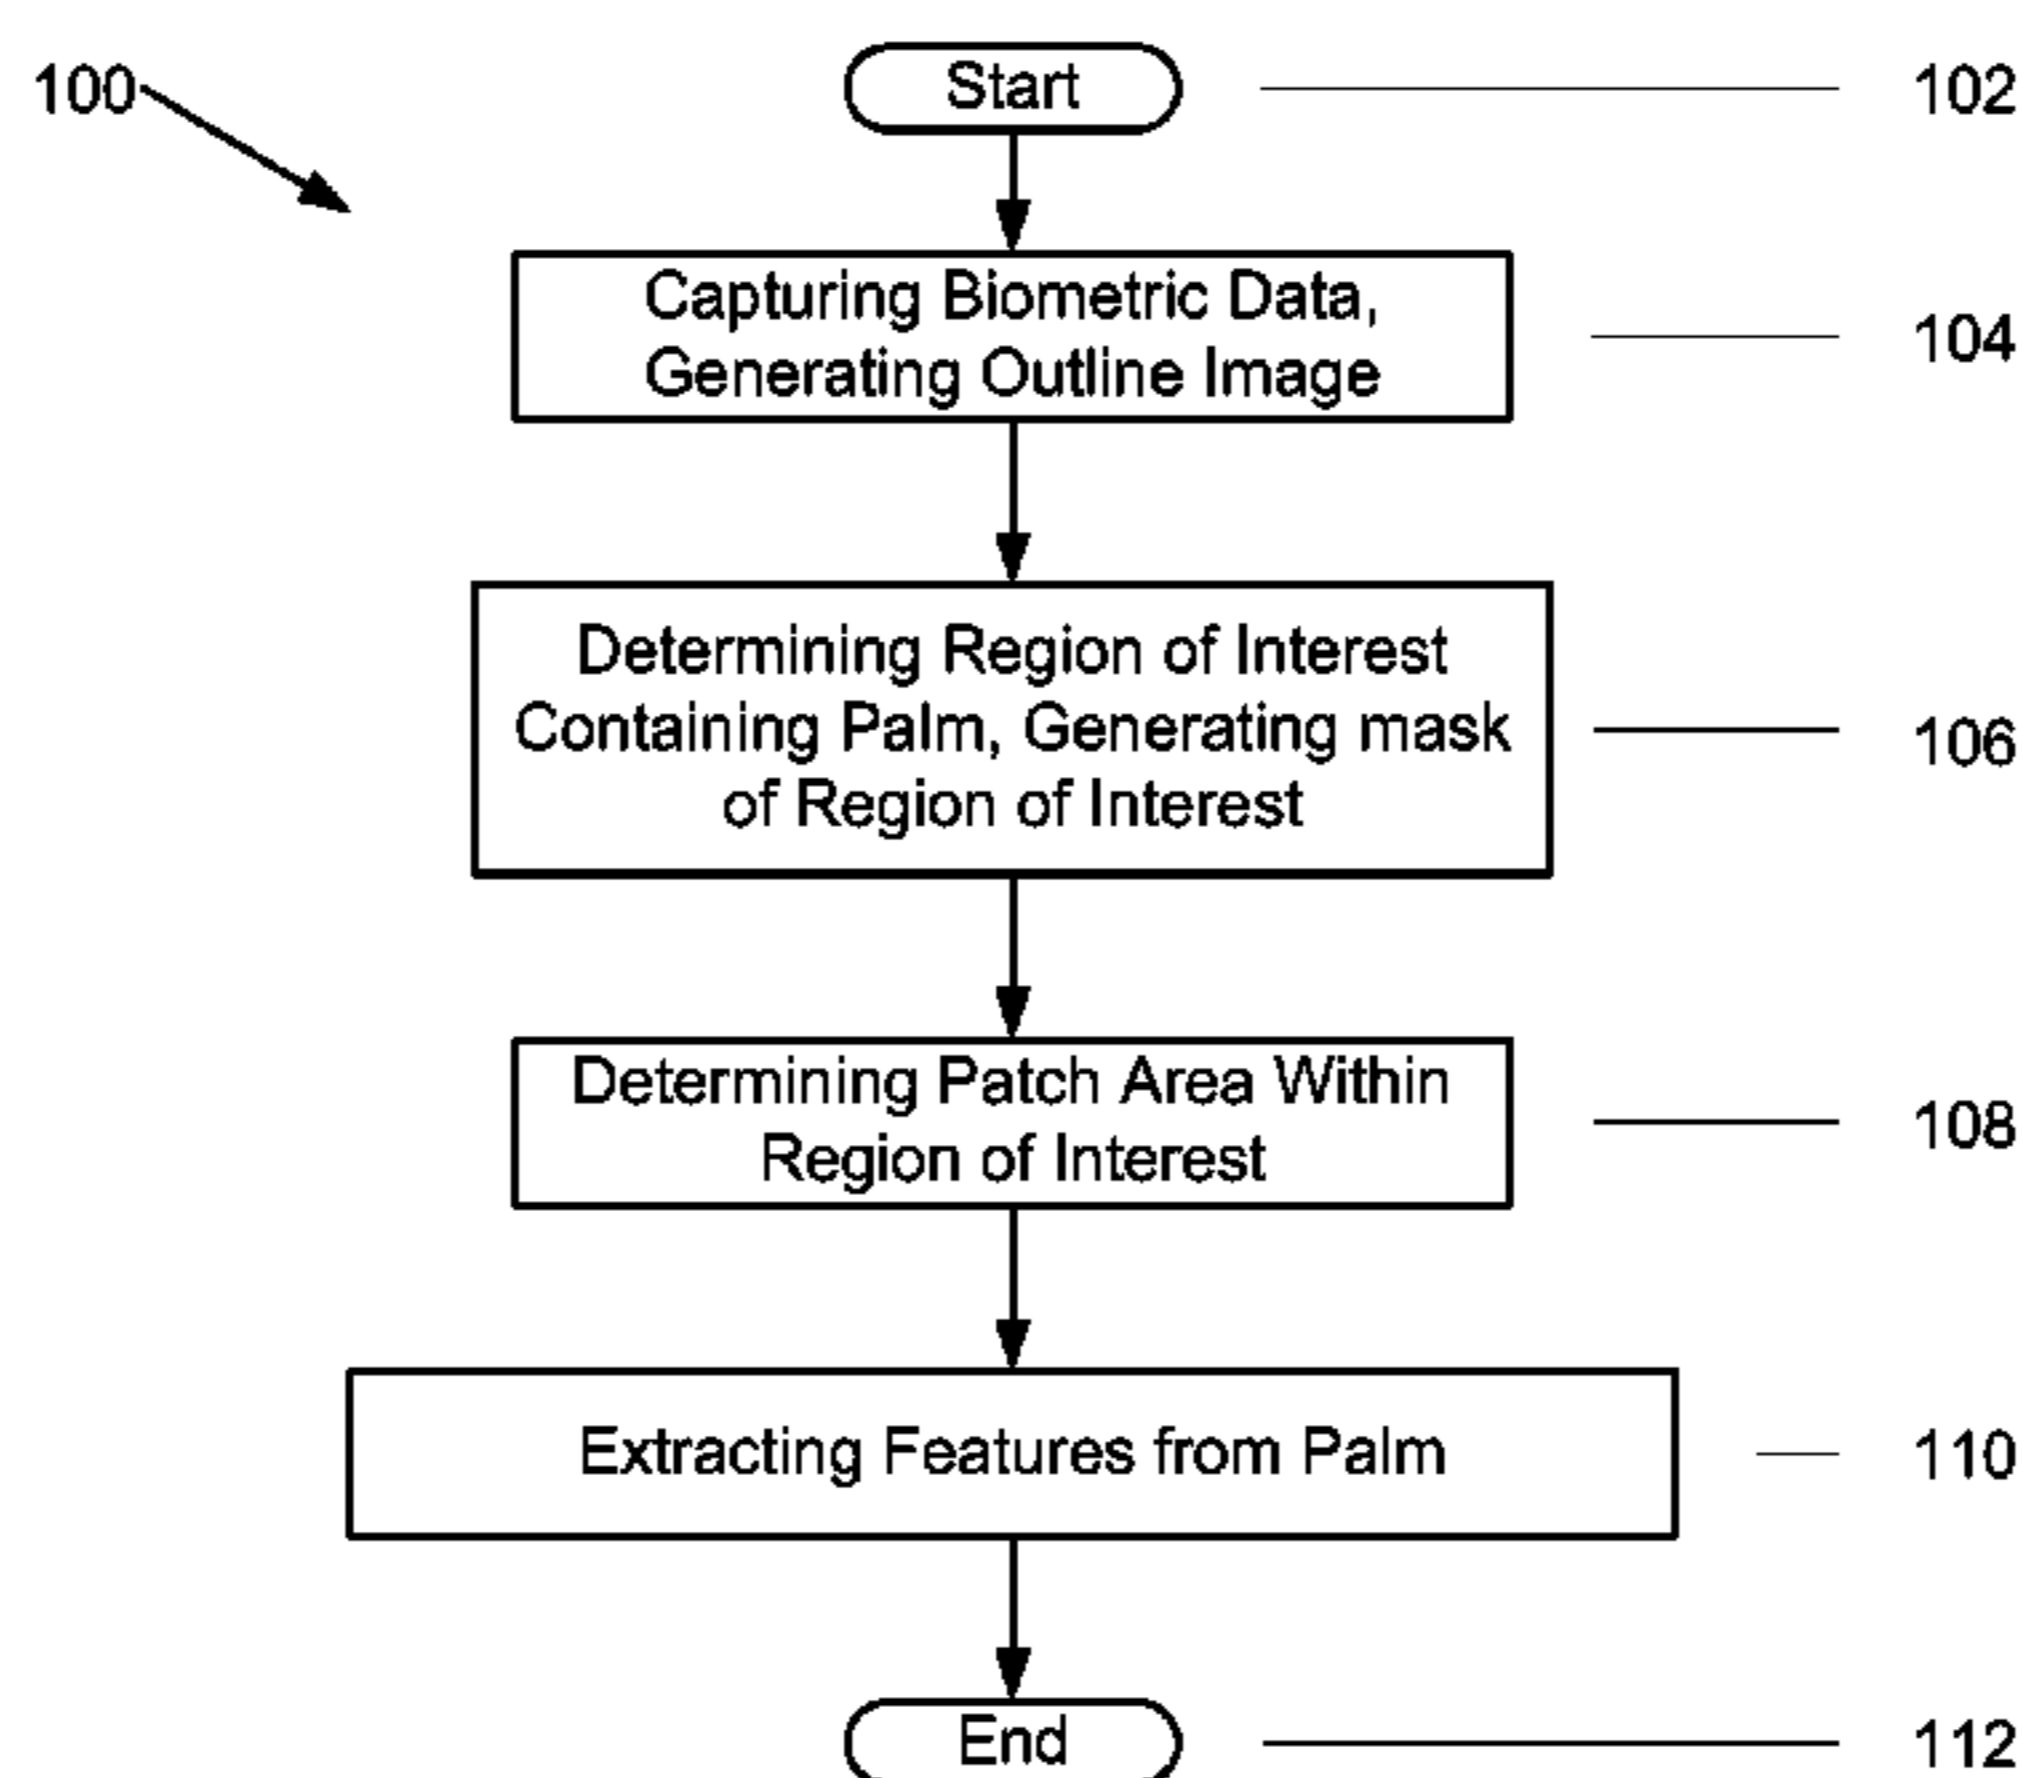 100
Start
102
Capturing Biometric Data,
Generating Outline Image
104
Determining Region of Interest
Containing Palm, Generating mask
of Region of Interest
106
Determining Patch Area Within
Region of Interest
108
Extracting Features from Palm
110
End
112